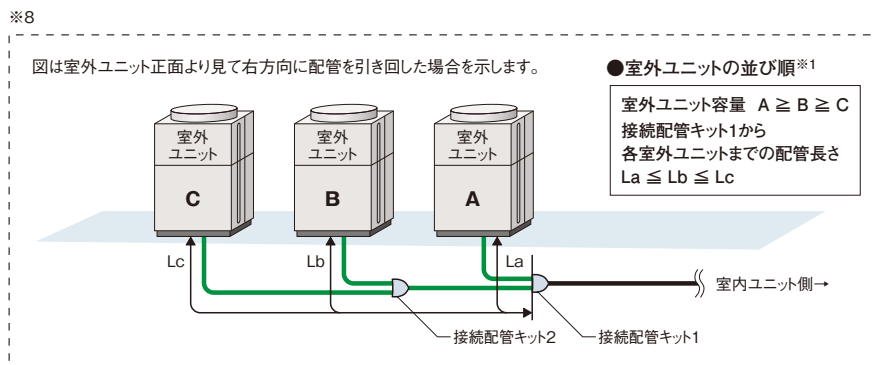 ※8
図は室外ユニット正面より見て右方向に配管を引き回した場合を示します。
●室外ユニットの並び順※1
室外ユニット容量 A ≧ B ≧ C
接続配管キット1から
各室外ユニットまでの配管長さ
La ≦ Lb ≦ Lc
室外
ユニット
C
室外
ユニット
B
室外
ユニット
A
Lc
Lb
La
室内ユニット側→
接続配管キット2
接続配管キット1